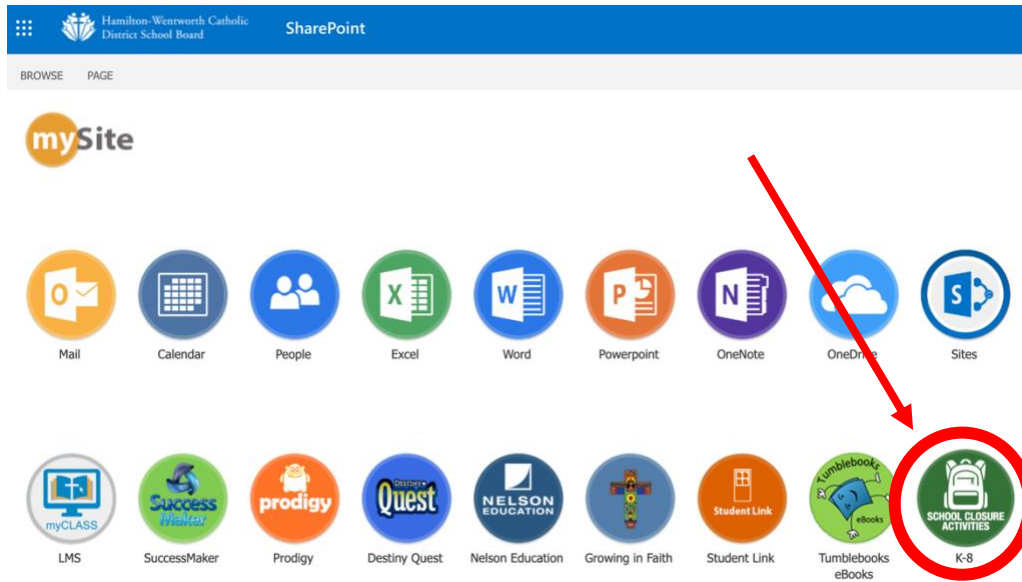 Hamilton-Wentworth Catholic
District School Board
SharePoint
BROWSE PAGE
mySite
O
X
W
P
N
S
Mail Calendar People Excel Word Powerpoint OneNote OneDrive Sites
myCLASS
Success
Maker
prodigy
Destiny
Quest
NELSON
EDUCATION
Student Link
Tumblebooks
eBooks
SCHOOL CLOSURE
ACTIVITIES
LMS SuccessMaker Prodigy Destiny Quest Nelson Education Growing in Faith Student Link Tumblebooks K-8
eBooks